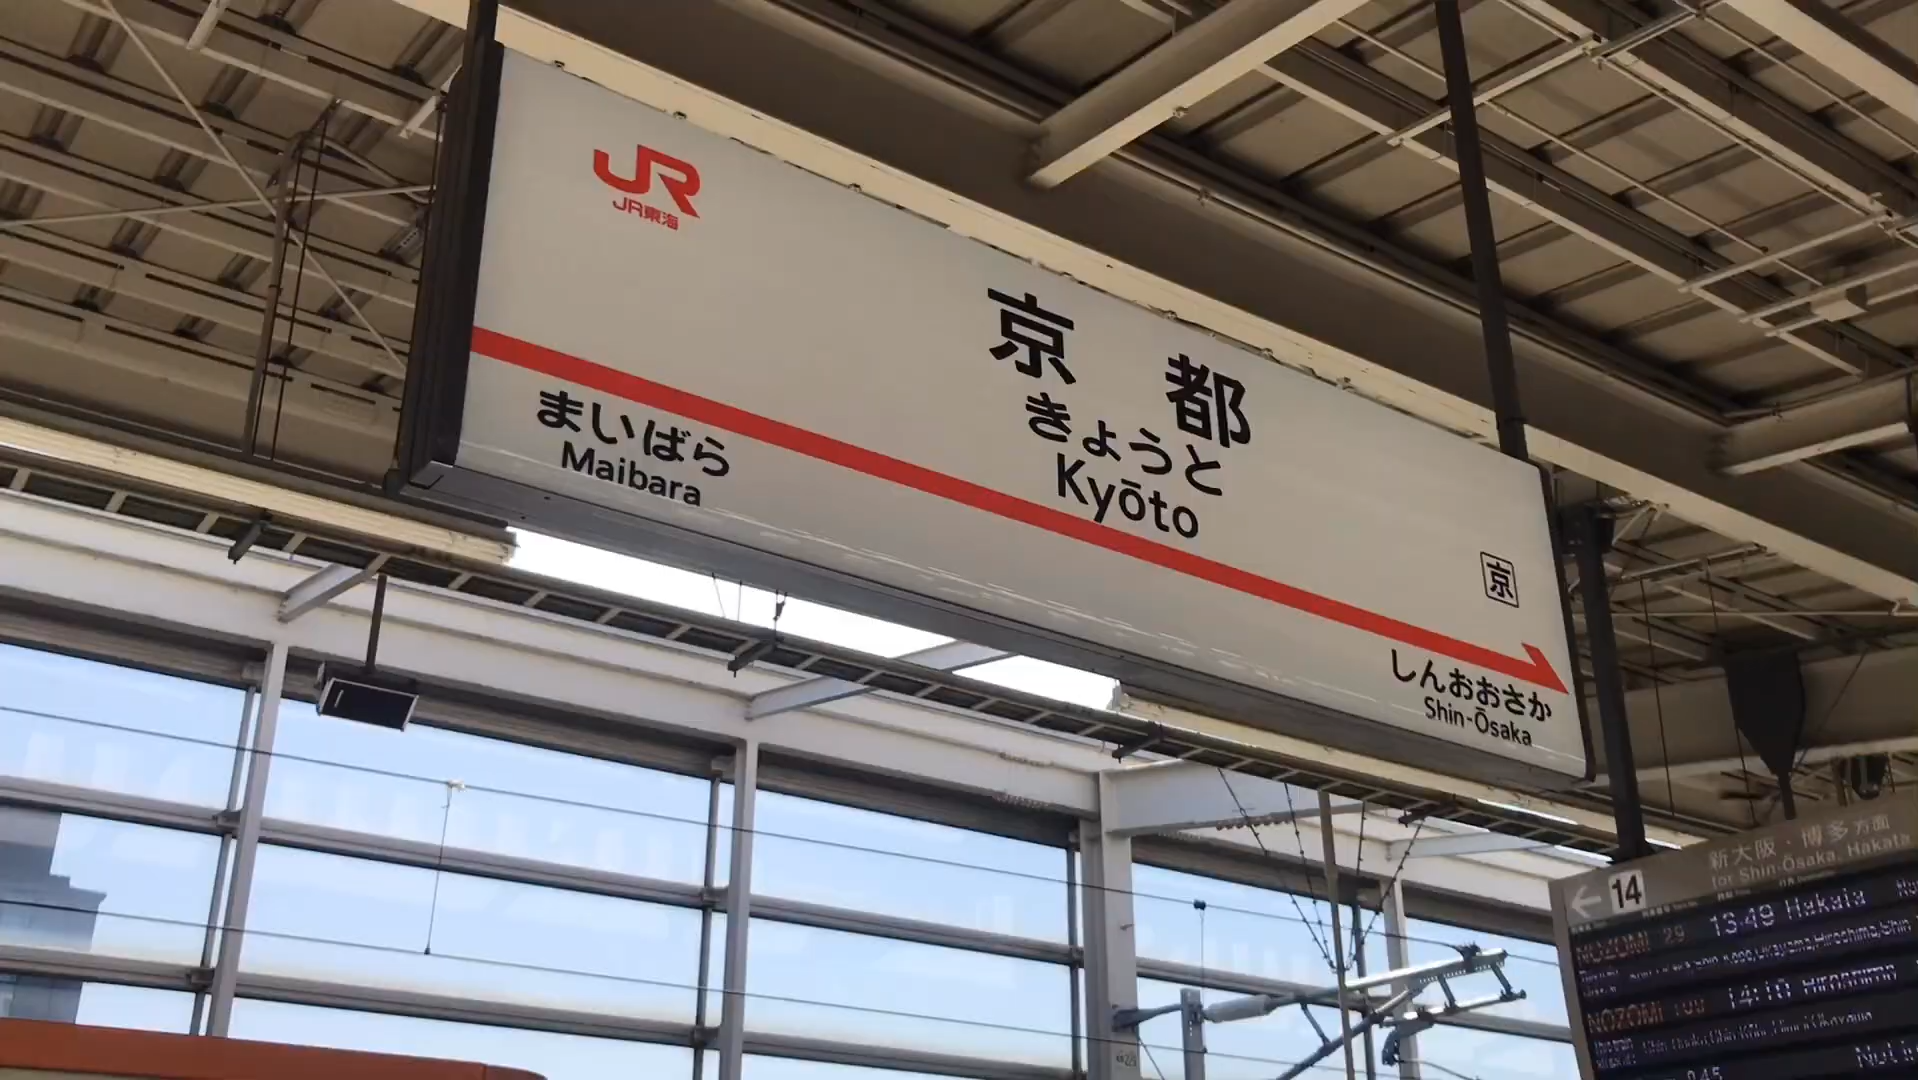 JR
JR東海
京都
きょうと
Kyōto
まいばら
Maibara
京
しんおおさか
Shin-Ōsaka
新大阪・博多方面
for Shin-Ōsaka, Hakata
← 14
NOZOMI 29 13:49 Hakata
NOZOMI 14:10 Hiroshima